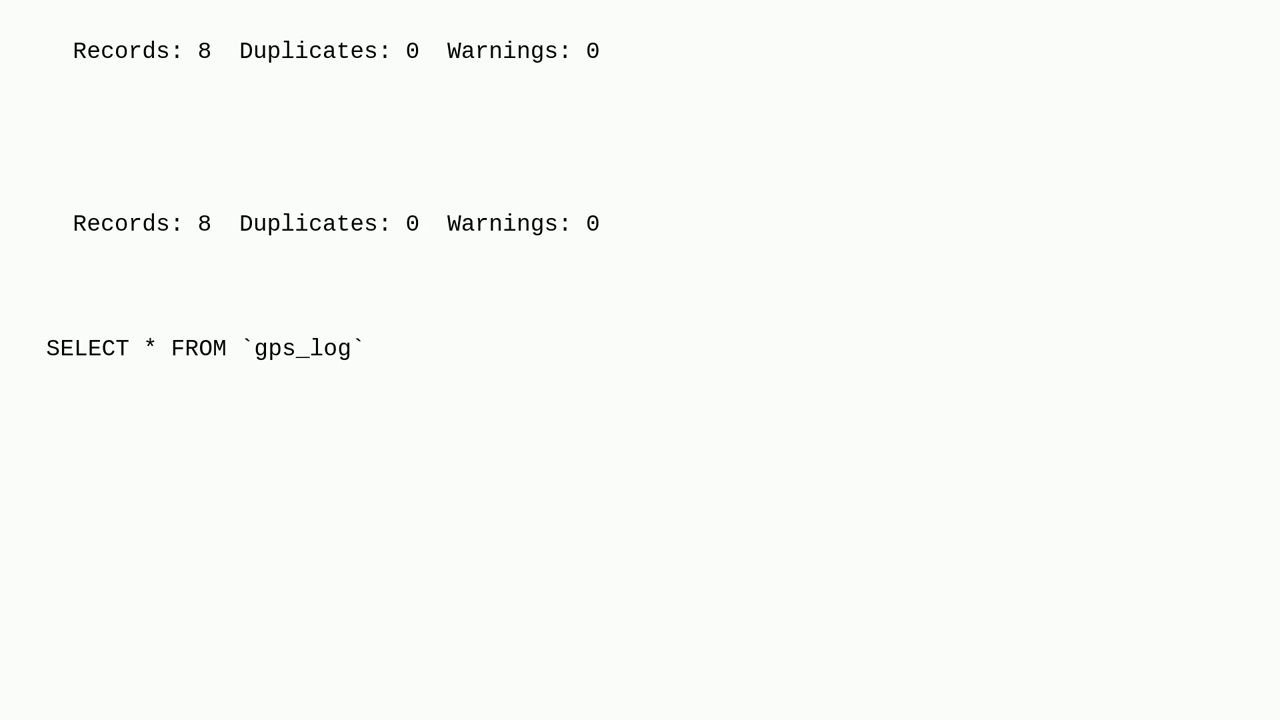 Records: 8  Duplicates: 0  Warnings: 0
Records: 8  Duplicates: 0  Warnings: 0
SELECT * FROM `gps_log`